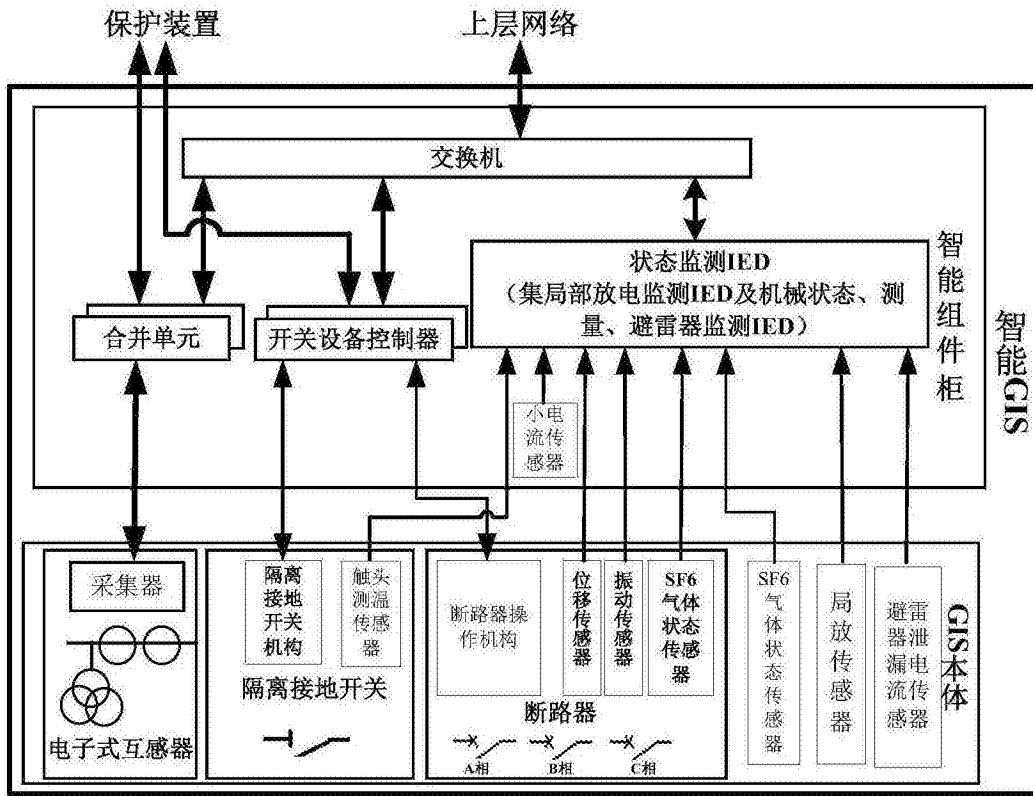 保护装置
上层网络
交换机
状态监测IED
（集局部放电监测IED及机械状态、测
量、避雷器监测IED）
合并单元
开关设备控制器
智能组件柜
智能GIS
小电
流传
感器
采集器
电子式互感器
隔离
接地
开关
机构
触头
测温
传感
器
隔离接地开关
断路器操
作机构
位移传感器
振动传感器
SF6
气体
状态
传感
器
断路器
A相
B相
C相
SF6
气体状态传感器
局放传感器
避雷
器泄
漏电
流传
感器
GIS本体